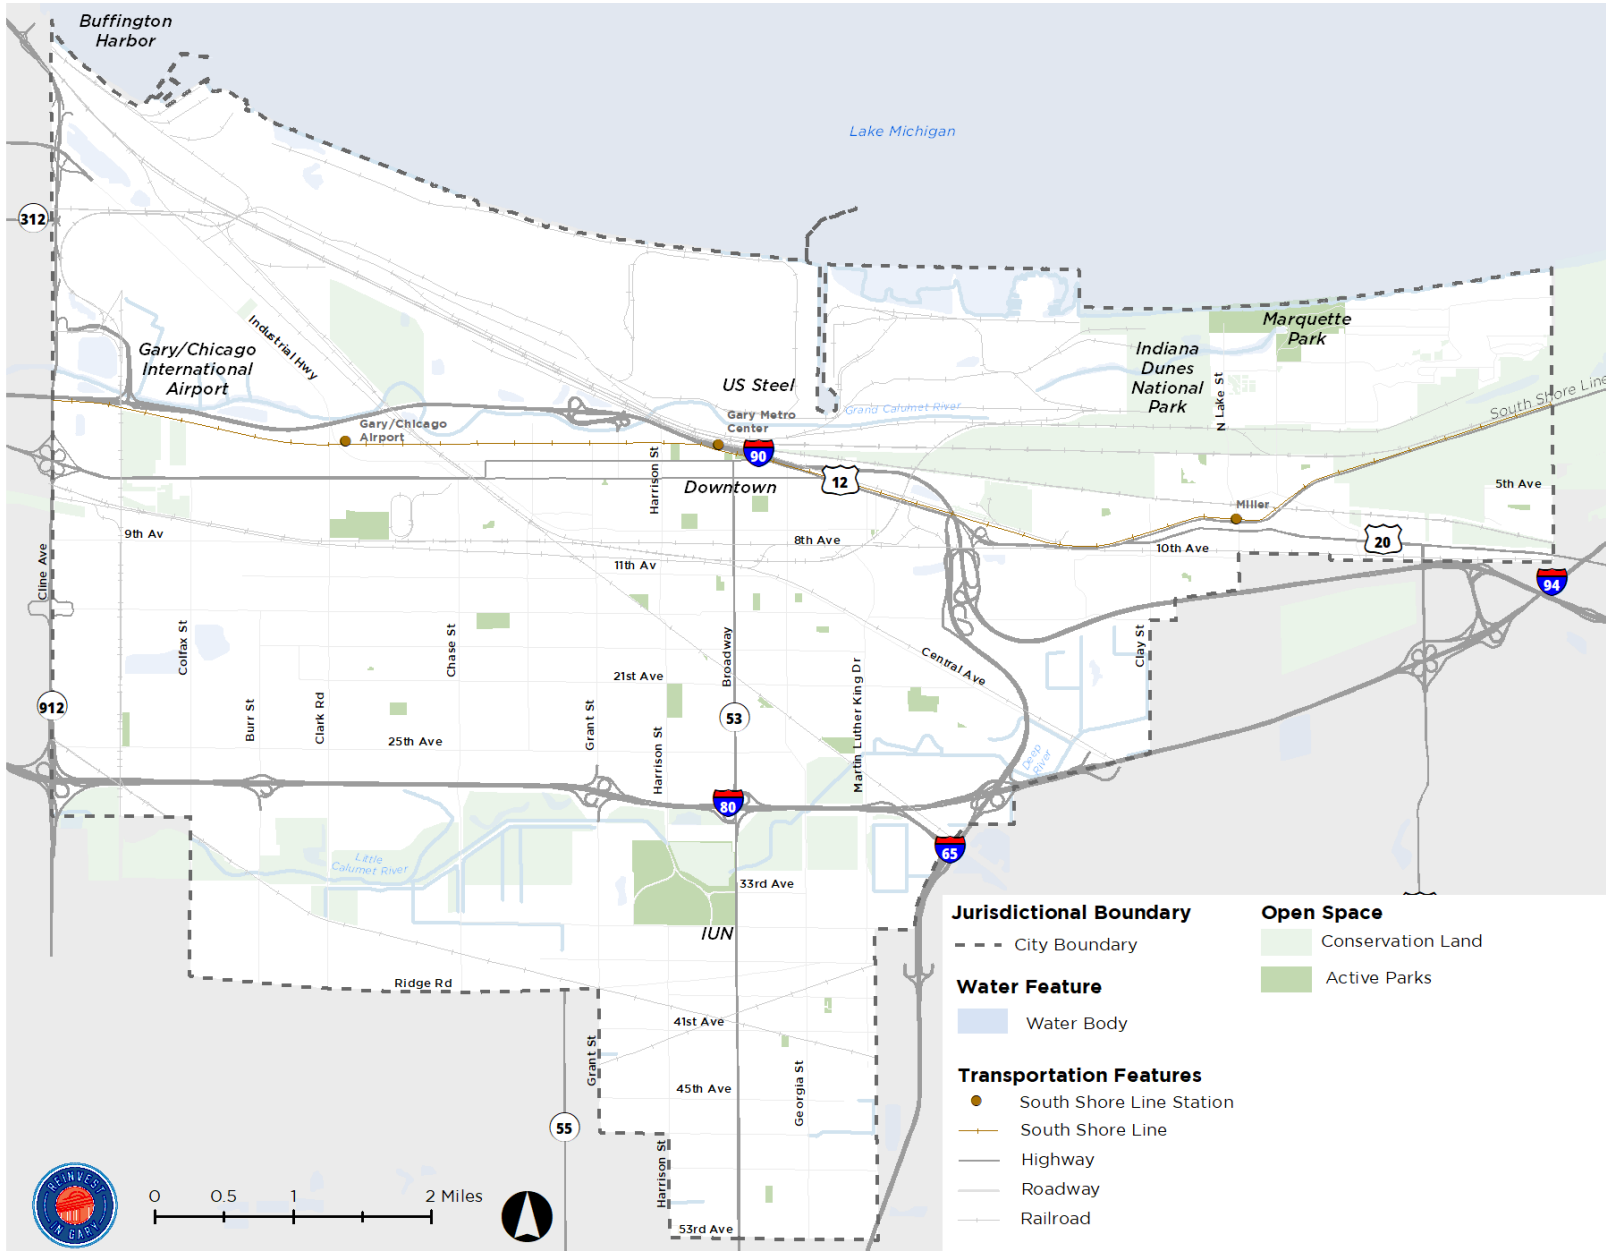 Buffington
Harbor
Lake Michigan
312
Industrial Hwy
Gary/Chicago
International
Airport
US Steel
Indiana
Dunes
National
Park
Marquette
Park
N Lake St
South Shore Line
Grand Calumet River
Gary/Chicago
Airport
Gary Metro
Center
90
12
Harrison St
Downtown
Miller
5th Ave
20
9th Av
8th Ave
10th Ave
11th Av
94
Cline Ave
Colfax St
Chase St
Broadway
Central Ave
Clay St
21st Ave
Martin Luther King Dr
912
Burr St
Clark Rd
Grant St
Harrison St
53
25th Ave
Deep
River
80
65
Little
Calumet River
33rd Ave
IUN
Ridge Rd
41st Ave
Grant St
45th Ave
Georgia St
55
Harrison St
53rd Ave
REINVEST
IN GARY
0
0.5
1
2 Miles
Jurisdictional Boundary
City Boundary
Water Feature
Water Body
Open Space
Conservation Land
Active Parks
Transportation Features
South Shore Line Station
South Shore Line
Highway
Roadway
Railroad